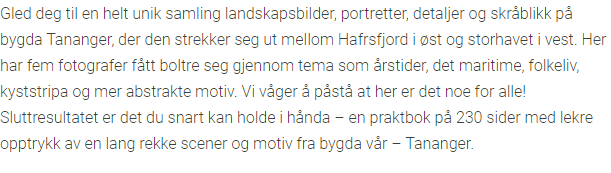 Gled deg til en helt unik samling landskapsbilder, portretter, detaljer og skråblikk på
bygda Tananger, der den strekker seg ut mellom Hafrsfjord i øst og storhavet i vest. Her
har fem fotografer fått boltre seg gjennom tema som årstider, det maritime, folkeliv,
kyststripa og mer abstrakte motiv. Vi våger å påstå at her er det noe for alle!
Sluttresultatet er det du snart kan holde i hånda – en praktbok på 230 sider med lekre
opptrykk av en lang rekke scener og motiv fra bygda vår – Tananger.